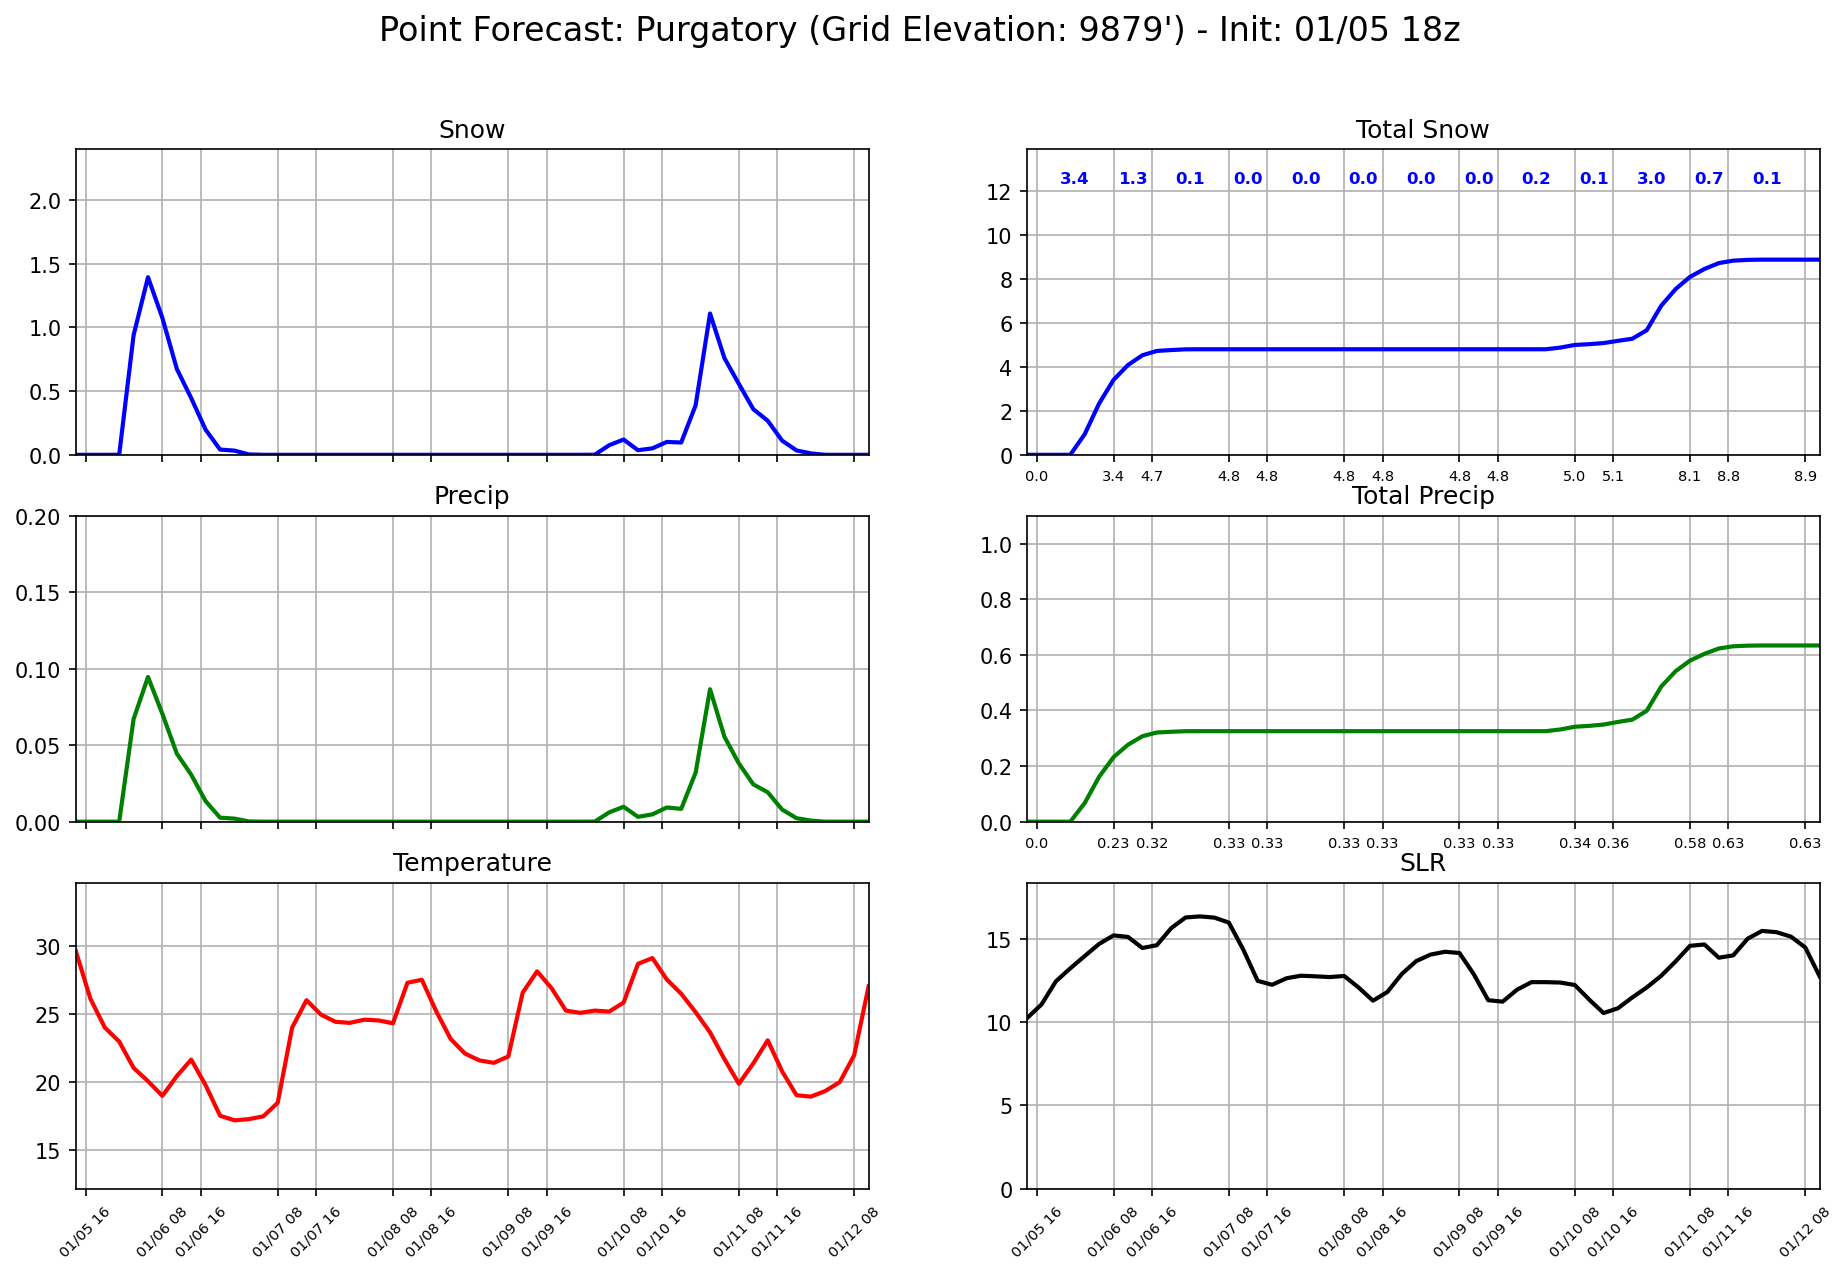 Point Forecast: Purgatory (Grid Elevation: 9879') - Init: 01/05 18z
Snow
2.0
1.5
1.0
0.5
0.0
Total Snow
3.4 1.3 0.1 0.0 0.0 0.0 0.0 0.0 0.2 0.1 3.0 0.7 0.1
12
10
8
6
4
2
0
0.0 3.4 4.7 4.8 4.8 4.8 4.8 4.8 4.8 5.0 5.1 8.1 8.8 8.9
Precip
0.20
0.15
0.10
0.05
0.00
Total Precip
1.0
0.8
0.6
0.4
0.2
0.0
0.0 0.23 0.32 0.33 0.33 0.33 0.33 0.33 0.33 0.34 0.36 0.58 0.63 0.63
Temperature
30
25
20
15
01/05 16 01/06 08 01/06 16 01/07 08 01/07 16 01/08 08 01/08 16 01/09 08 01/09 16 01/10 08 01/10 16 01/11 08 01/11 16 01/12 08
SLR
15
10
5
0
01/05 16 01/06 08 01/06 16 01/07 08 01/07 16 01/08 08 01/08 16 01/09 08 01/09 16 01/10 08 01/10 16 01/11 08 01/11 16 01/12 08